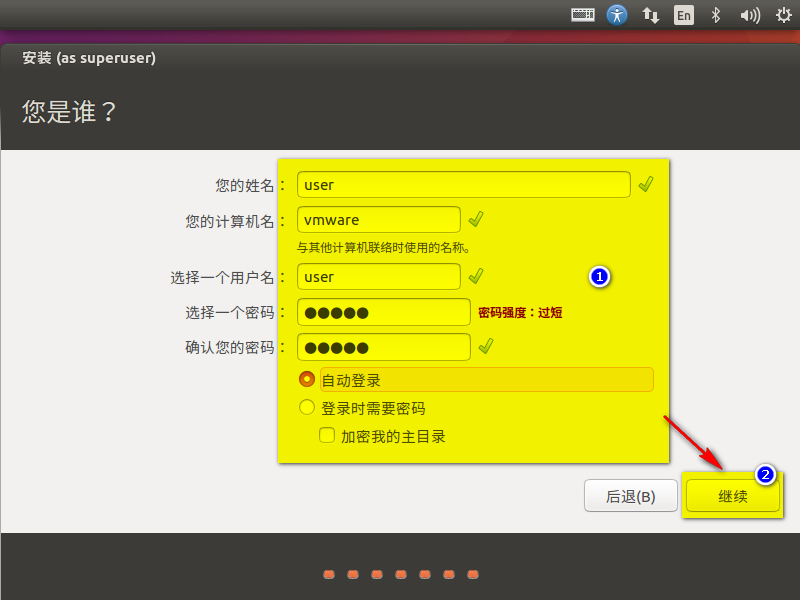 En
安装 (as superuser)
您是谁？
您的姓名： user
您的计算机名： vmware
与其他计算机联络时使用的名称。
选择一个用户名： user
1
选择一个密码： ●●●●● 密码强度：过短
确认您的密码： ●●●●●
自动登录
登录时需要密码
加密我的主目录
2
后退(B) 继续